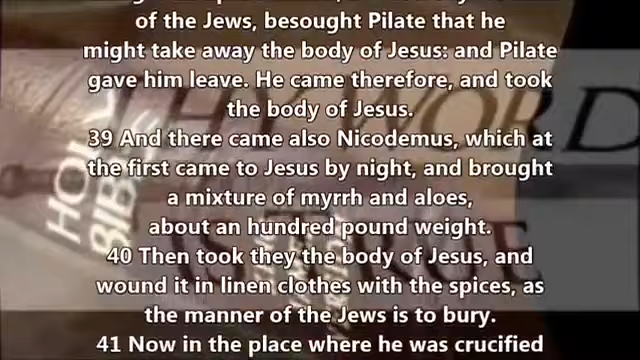 of the Jews, besought Pilate that he
might take away the body of Jesus: and Pilate
gave him leave. He came therefore, and took
the body of Jesus.
39 And there came also Nicodemus, which at
the first came to Jesus by night, and brought
a mixture of myrrh and aloes,
about an hundred pound weight.
40 Then took they the body of Jesus, and
wound it in linen clothes with the spices, as
the manner of the Jews is to bury.
41 Now in the place where he was crucified
HOLY
BIBLE